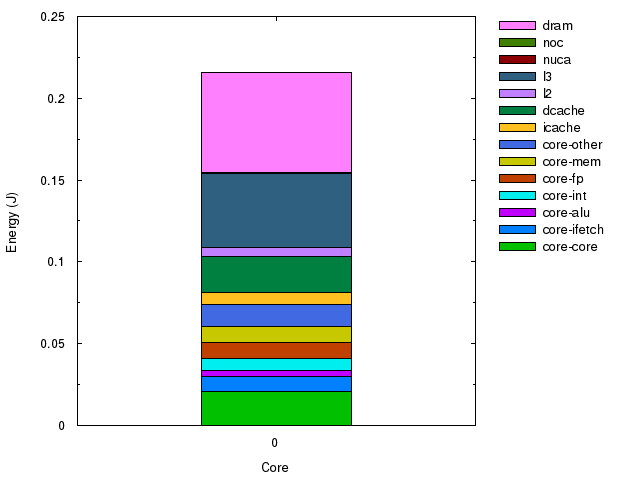 0.25
0.2
0.15
0.1
0.05
0
Energy (J)
0
Core
dram
noc
nuca
l3
l2
dcache
icache
core-other
core-mem
core-fp
core-int
core-alu
core-ifetch
core-core